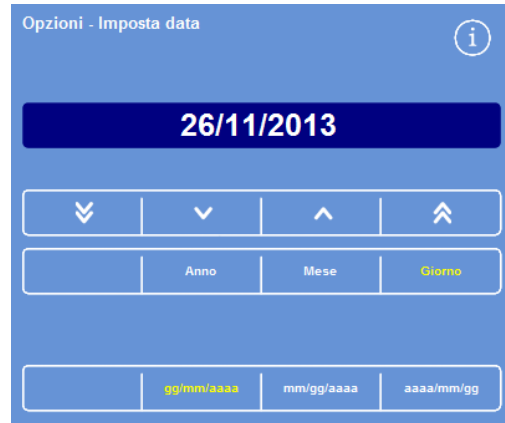 Opzioni - Imposta data
i
26/11/2013
Anno Mese Giorno
gg/mm/aaaa mm/gg/aaaa aaaa/mm/gg